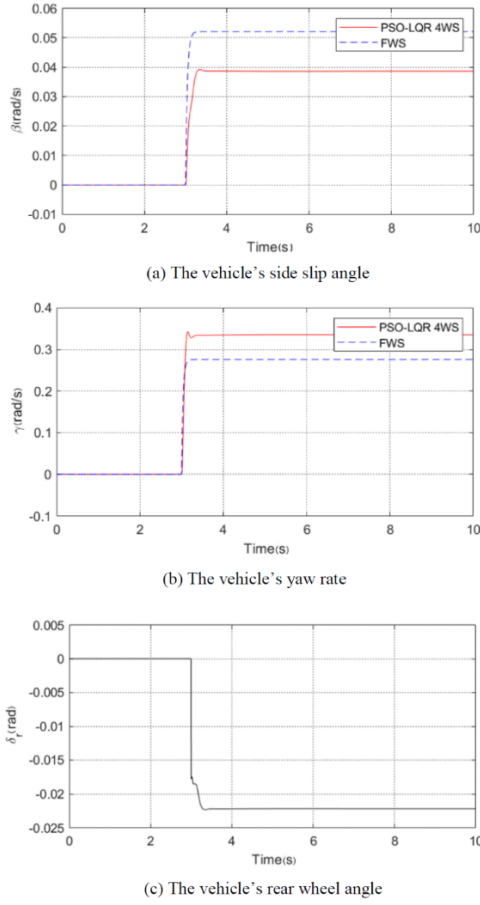 0.06
0.05
0.04
0.03
0.02
0.01
0
-0.01
β(rad/s)
PSO-LQR 4WS
FWS
0 2 4 6 8 10
Time(s)
(a) The vehicle’s side slip angle
0.4
0.3
0.2
0.1
0
-0.1
γ(rad/s)
PSO-LQR 4WS
FWS
0 2 4 6 8 10
Time(s)
(b) The vehicle’s yaw rate
0.005
0
-0.005
-0.01
-0.015
-0.02
-0.025
δr(rad)
0 2 4 6 8 10
Time(s)
(c) The vehicle’s rear wheel angle